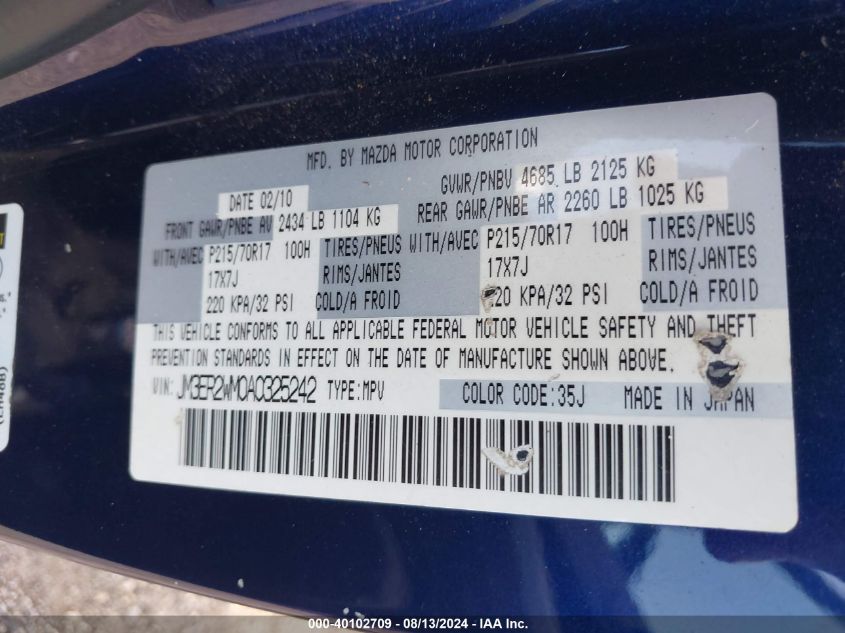 MFD. BY MAZDA MOTOR CORPORATION
DATE 02/10 GVWR/PNBV 4685 LB 2125 KG
FRONT GAWR/PNBE AV 2434 LB 1104 KG REAR GAWR/PNBE AR 2260 LB 1025 KG
WITH/AVEC P215/70R17 100H TIRES/PNEUS WITH/AVEC P215/70R17 100H TIRES/PNEUS
17X7J RIMS/JANTES 17X7J RIMS/JANTES
220 KPA/32 PSI COLD/A FROID 220 KPA/32 PSI COLD/A FROID
THIS VEHICLE CONFORMS TO ALL APPLICABLE FEDERAL MOTOR VEHICLE SAFETY AND THEFT
PREVENTION STANDARDS IN EFFECT ON THE DATE OF MANUFACTURE SHOWN ABOVE.
VIN: JM3ER2WM0A0325242 TYPE:MPV COLOR CODE:35J MADE IN JAPAN
000-40102709 - 08/13/2024 - IAA Inc.